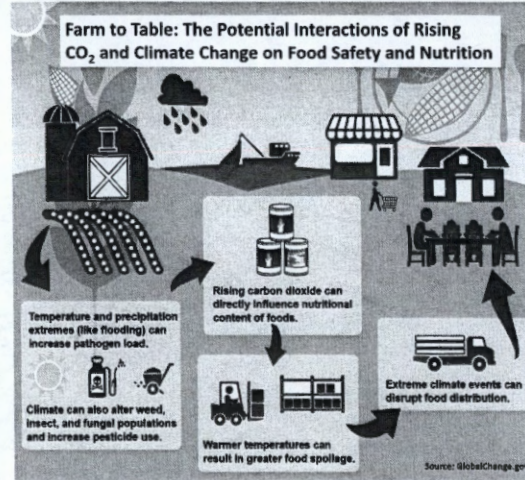 Farm to Table: The Potential Interactions of Rising
CO₂ and Climate Change on Food Safety and Nutrition
Temperature and precipitation
extremes (like flooding) can
increase pathogen load.
Climate can also alter weed,
insect, and fungal populations
and increase pesticide use.
Rising carbon dioxide can
directly influence nutritional
content of foods.
Warmer temperatures can
result in greater food spoilage.
Extreme climate events can
disrupt food distribution.
Source: GlobalChange.gov